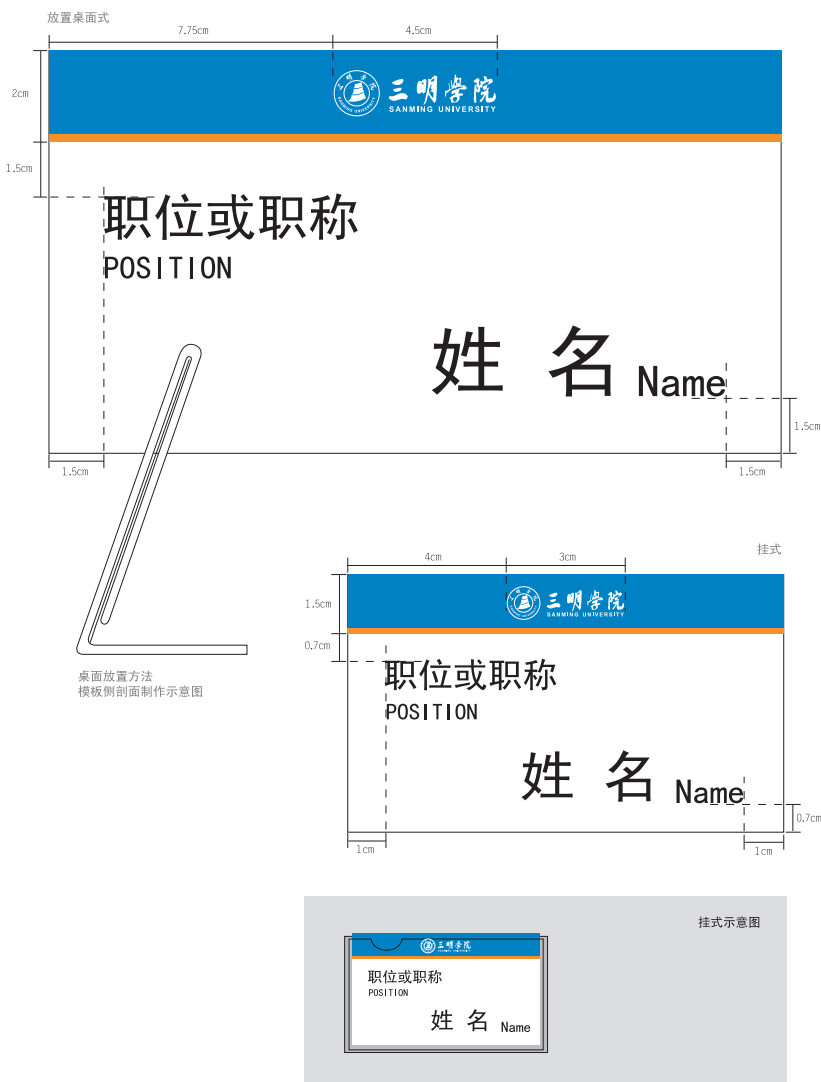 放置桌面式
7.75cm
4.5cm
2cm
三明学院
SANMING UNIVERSITY
1.5cm
职位或职称
POSITION
姓 名 Name
1.5cm
1.5cm
1.5cm
挂式
4cm
3cm
1.5cm
三明学院
SANMING UNIVERSITY
0.7cm
职位或职称
POSITION
姓 名 Name
0.7cm
1cm
1cm
桌面放置方法
模板侧剖面制作示意图
挂式示意图
三明学院
SANMING UNIVERSITY
职位或职称
POSITION
姓 名 Name